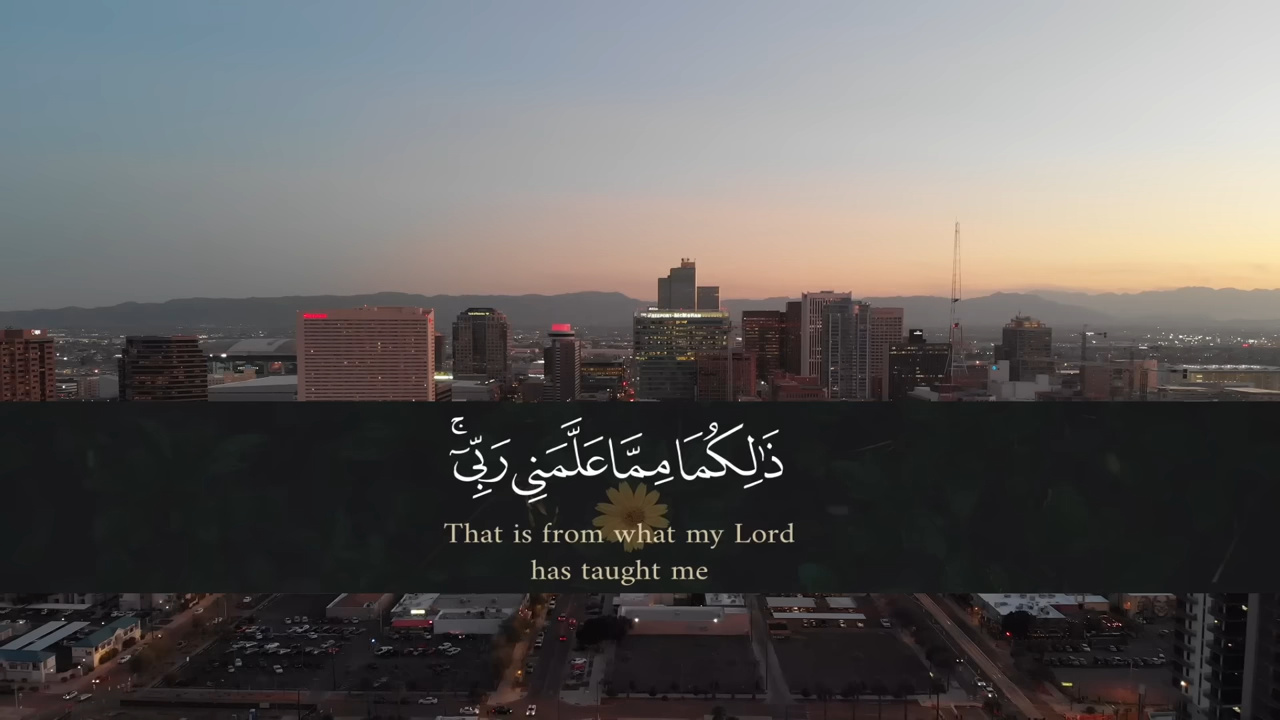 ذَٰلِكُمَا مِمَّا عَلَّمَنِي رَبِّيٓ ۚ
That is from what my Lord
has taught me